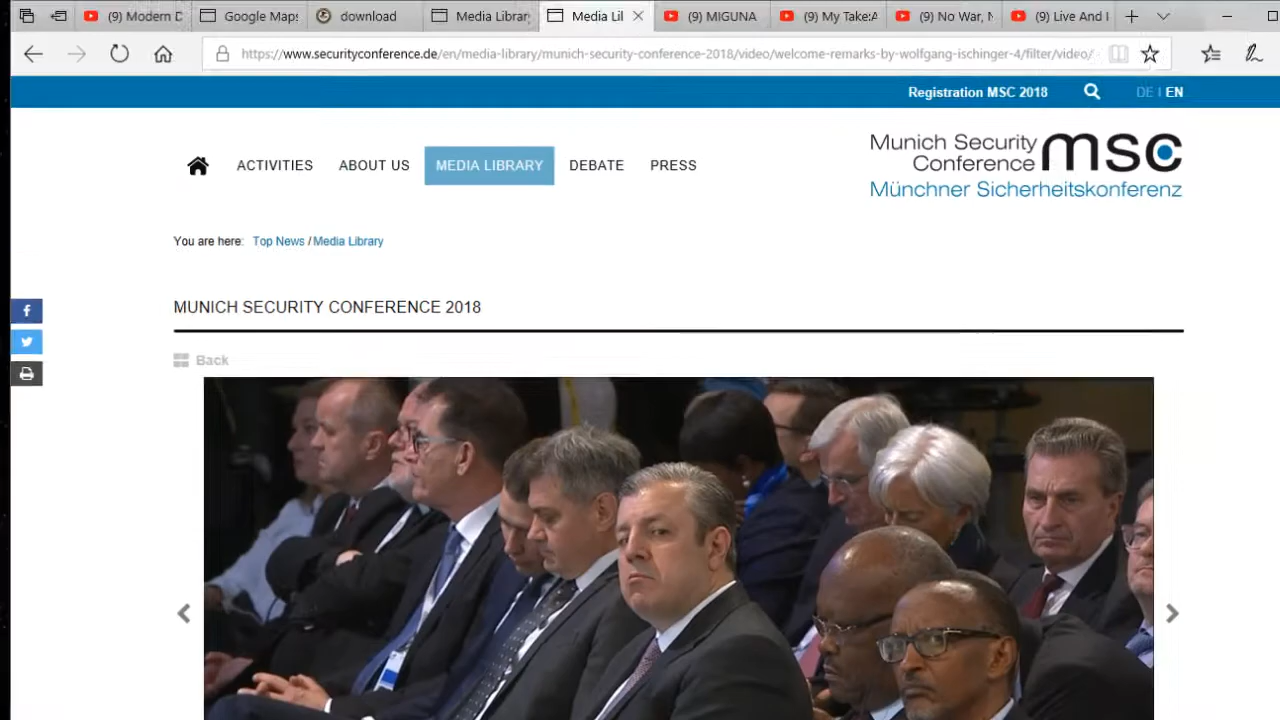 (9) Modern D
Google Maps
download
Media Library
Media Lil
(9) MIGUNA
(9) My Take:A
(9) No War, N
(9) Live And I
https://www.securityconference.de/en/media-library/munich-security-conference-2018/video/welcome-remarks-by-wolfgang-ischinger-4/filter/video/
Registration MSC 2018
DE | EN
ACTIVITIES
ABOUT US
MEDIA LIBRARY
DEBATE
PRESS
Munich Security
Conference
msc
Münchner Sicherheitskonferenz
You are here: Top News / Media Library
MUNICH SECURITY CONFERENCE 2018
Back